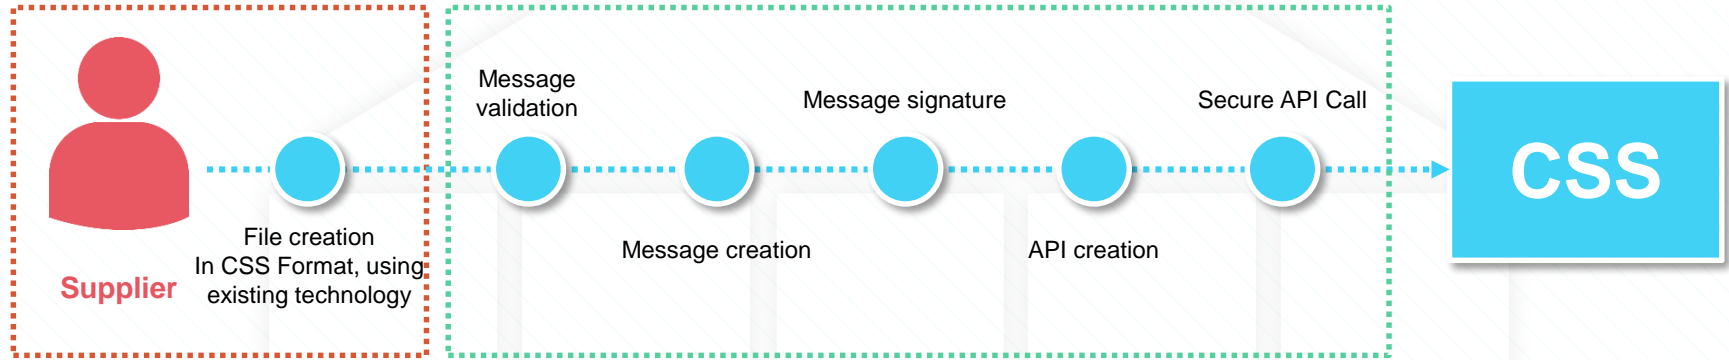 Supplier
File creation
In CSS Format, using
existing technology
Message
validation
Message creation
Message signature
API creation
Secure API Call
CSS